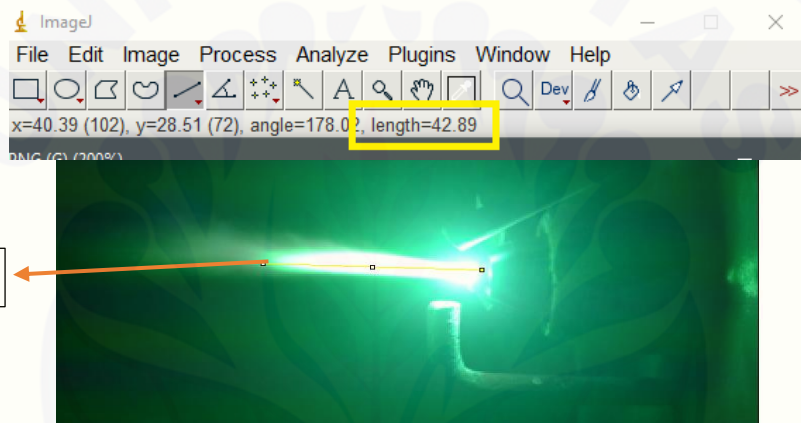 ImageJ
File Edit Image Process Analyze Plugins Window Help
A Dev >>
x=40.39 (102), y=28.51 (72), angle=178.02, length=42.89
PNG (G) (200%)